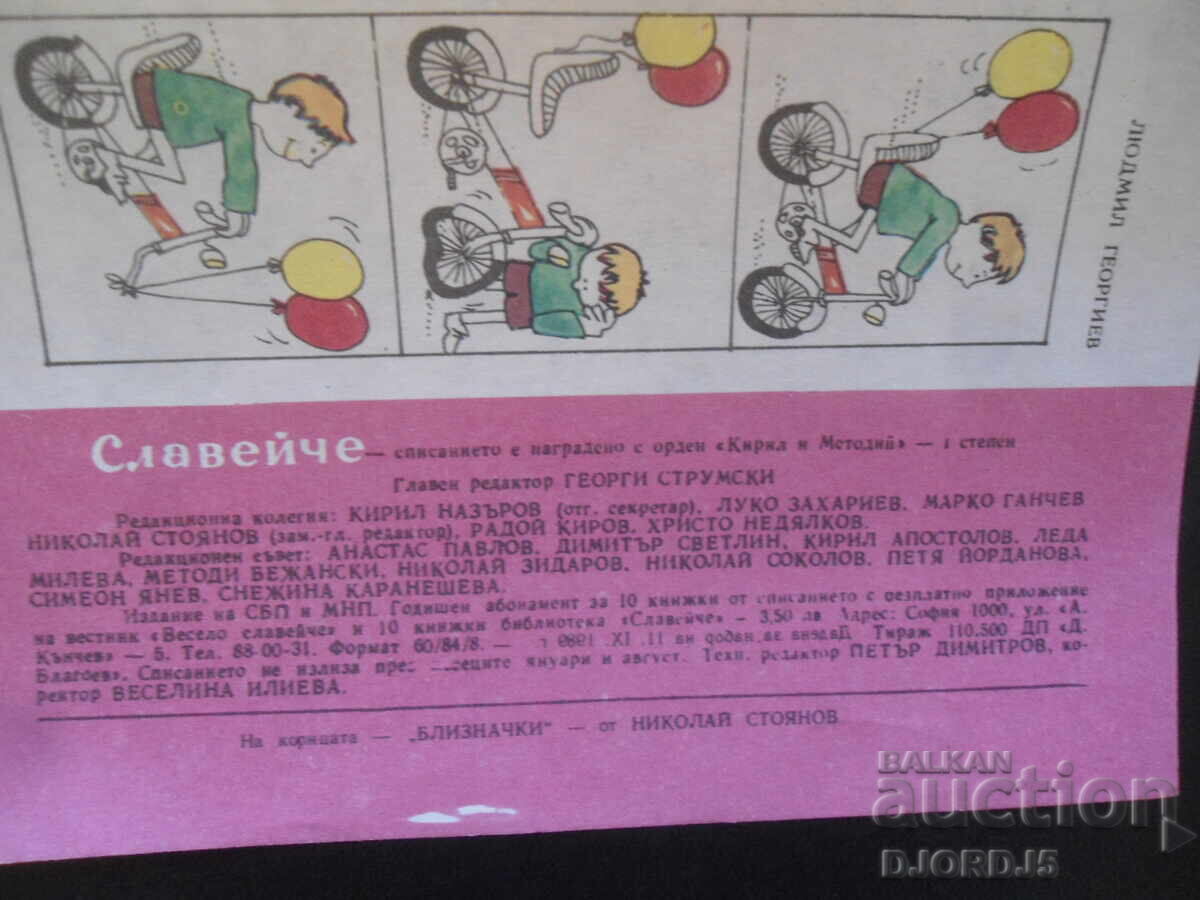 ЛЮДМИЛ ГЕОРГИЕВ
Славейче — списанието е наградено с орден «Кирил и Методий» — I степен
Главен редактор ГЕОРГИ СТРУМСКИ
Редакционна колегия: КИРИЛ НАЗЪРОВ (отг. секретар), ЛУКО ЗАХАРИЕВ, МАРКО ГАНЧЕВ
НИКОЛАЙ СТОЯНОВ (зам.-гл. редактор), РАДОЙ КИРОВ, ХРИСТО НЕДЯЛКОВ.
Редакционен съвет: АНАСТАС ПАВЛОВ, ДИМИТЪР СВЕТЛИН, КИРИЛ АПОСТОЛОВ, ЛЕДА
МИЛЕВА, МЕТОДИ БЕЖАНСКИ, НИКОЛАЙ ЗИДАРОВ, НИКОЛАЙ СОКОЛОВ, ПЕТЯ ЙОРДАНОВА,
СИМЕОН ЯНЕВ, СНЕЖИНА КАРАНЕШЕВА.
Издание на СБП и МНП. Годишен абонамент за 10 книжки от списанието с безплатно приложение
на вестник «Весело славейче» и 10 книжки библиотека «Славейче» — 3,50 лв Адрес: София 1000, ул. «А.
Кънчев» — 5. Тел. 88-00-31. Формат 60/84/8. — Тираж 110.500 ДП «Д.
Благоев». Списанието не излиза през месеците януари и август. Техн. редактор ПЕТЪР ДИМИТРОВ, ко-
ректор ВЕСЕЛИНА ИЛИЕВА.
На корицата — „БЛИЗНАЧКИ“ — от НИКОЛАЙ СТОЯНОВ
BALKAN
auction
DJORDJ5